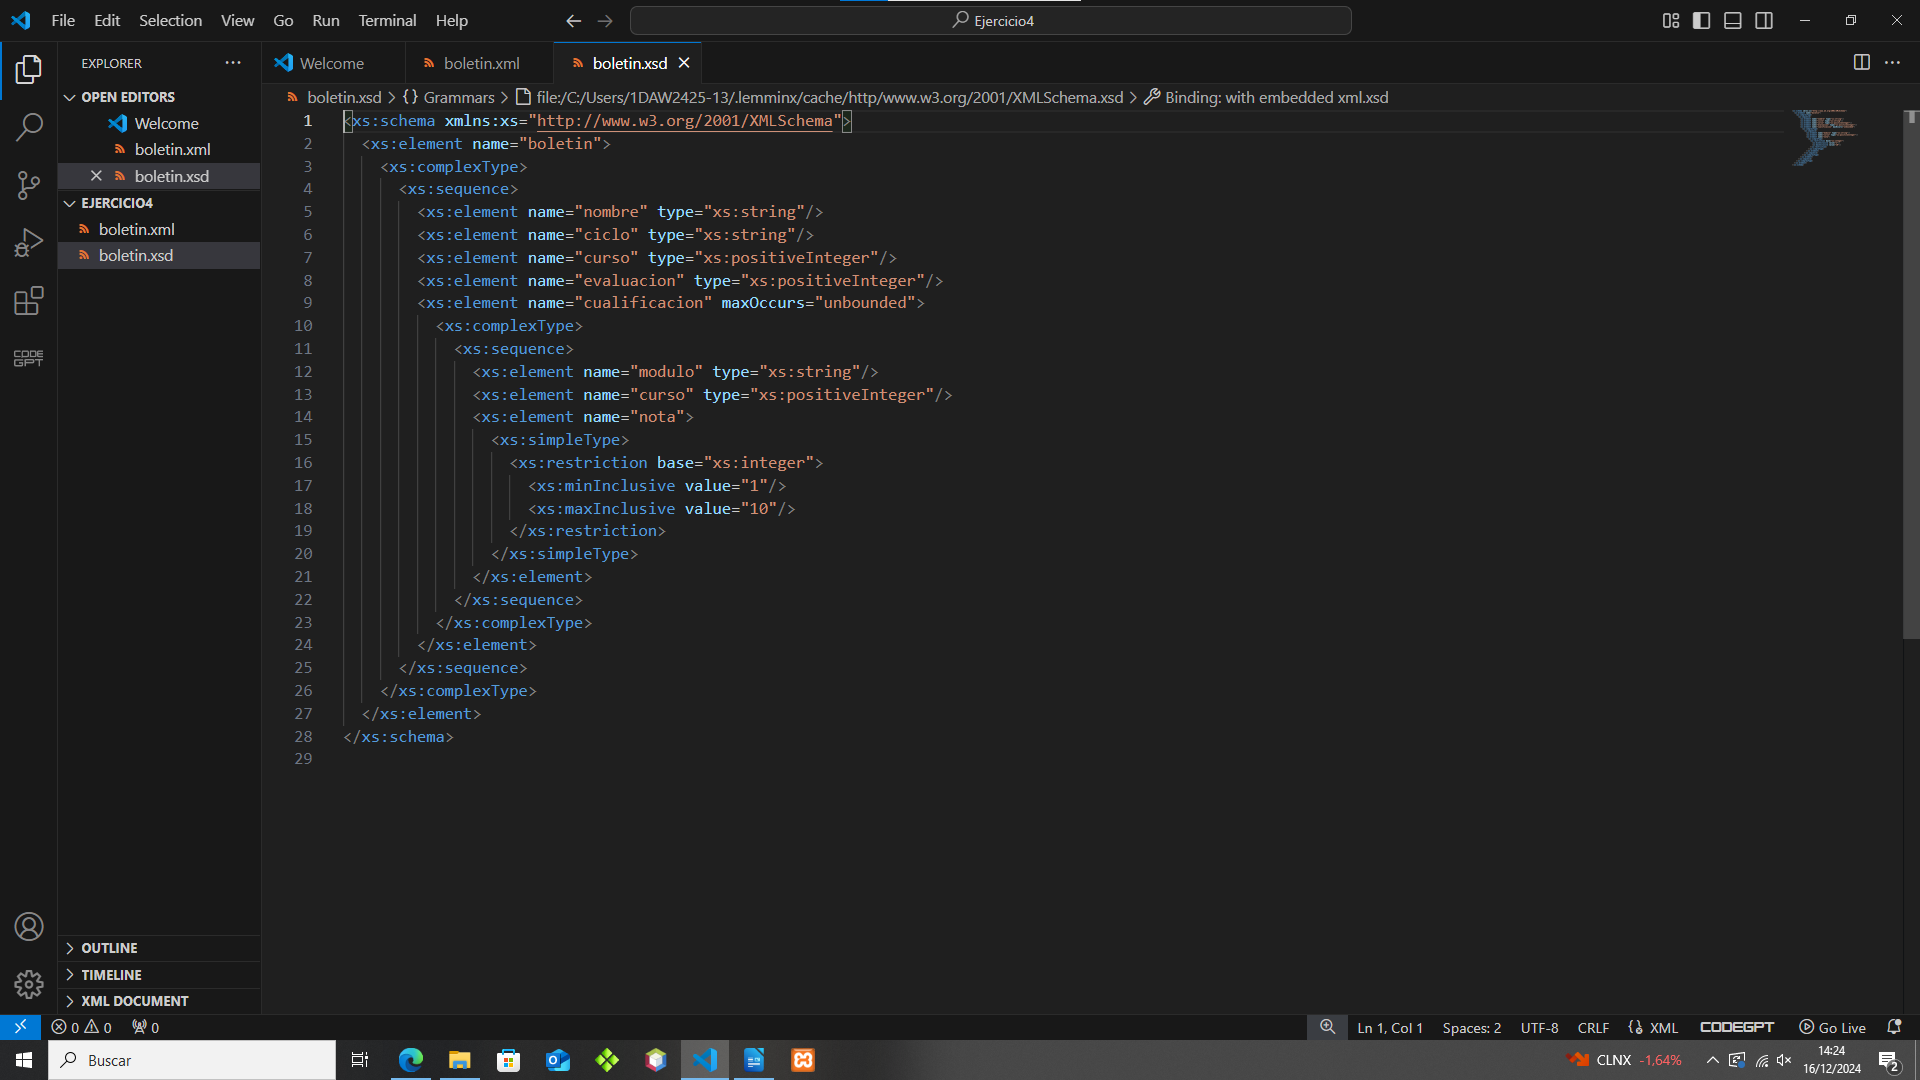 File Edit Selection View Go Run Terminal Help
Ejercicio4
EXPLORER
OPEN EDITORS
Welcome
boletin.xml
boletin.xsd
EJERCICIO4
boletin.xml
boletin.xsd
OUTLINE
TIMELINE
XML DOCUMENT
Welcome boletin.xml boletin.xsd
boletin.xsd > {} Grammars > file:/C:/Users/1DAW2425-13/.lemminx/cache/http/www.w3.org/2001/XMLSchema.xsd > Binding: with embedded xml.xsd
1 <xs:schema xmlns:xs="http://www.w3.org/2001/XMLSchema">
2 <xs:element name="boletin">
3 <xs:complexType>
4 <xs:sequence>
5 <xs:element name="nombre" type="xs:string"/>
6 <xs:element name="ciclo" type="xs:string"/>
7 <xs:element name="curso" type="xs:positiveInteger"/>
8 <xs:element name="evaluacion" type="xs:positiveInteger"/>
9 <xs:element name="cualificacion" maxOccurs="unbounded">
10 <xs:complexType>
11 <xs:sequence>
12 <xs:element name="modulo" type="xs:string"/>
13 <xs:element name="curso" type="xs:positiveInteger"/>
14 <xs:element name="nota">
15 <xs:simpleType>
16 <xs:restriction base="xs:integer">
17 <xs:minInclusive value="1"/>
18 <xs:maxInclusive value="10"/>
19 </xs:restriction>
20 </xs:simpleType>
21 </xs:element>
22 </xs:sequence>
23 </xs:complexType>
24 </xs:element>
25 </xs:sequence>
26 </xs:complexType>
27 </xs:element>
28 </xs:schema>
29
CODE
GPT
0 0 0
Ln 1, Col 1 Spaces: 2 UTF-8 CRLF XML CODEGPT Go Live
Buscar
CLNX -1,64%
14:24
16/12/2024
2